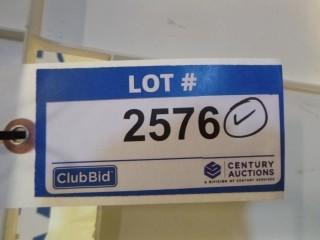 LOT #
2576
ClubBid
CENTURY
AUCTIONS
A DIVISION OF CENTURY SERVICES